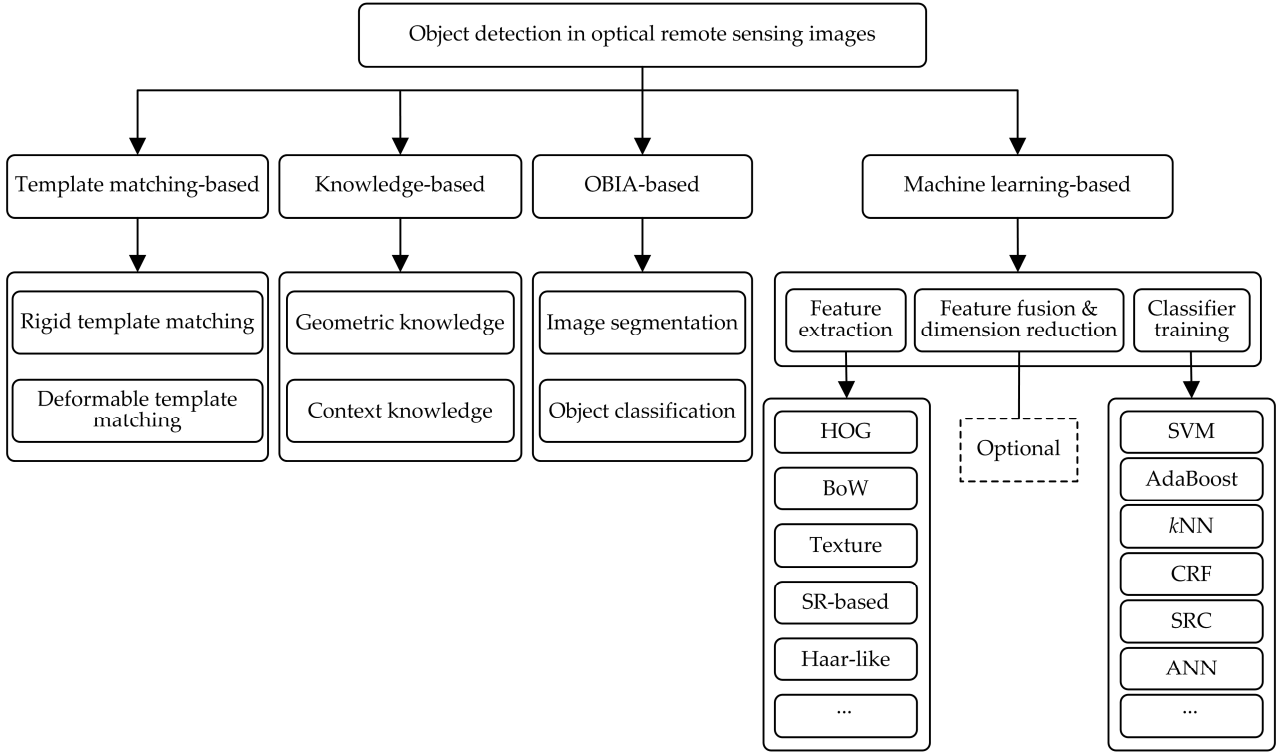 Object detection in optical remote sensing images
Template matching-based
Knowledge-based
OBIA-based
Machine learning-based
Rigid template matching
Deformable template
matching
Geometric knowledge
Context knowledge
Image segmentation
Object classification
Feature
extraction
Feature fusion &
dimension reduction
Classifier
training
HOG
BoW
Texture
SR-based
Haar-like
...
Optional
SVM
AdaBoost
kNN
CRF
SRC
ANN
...